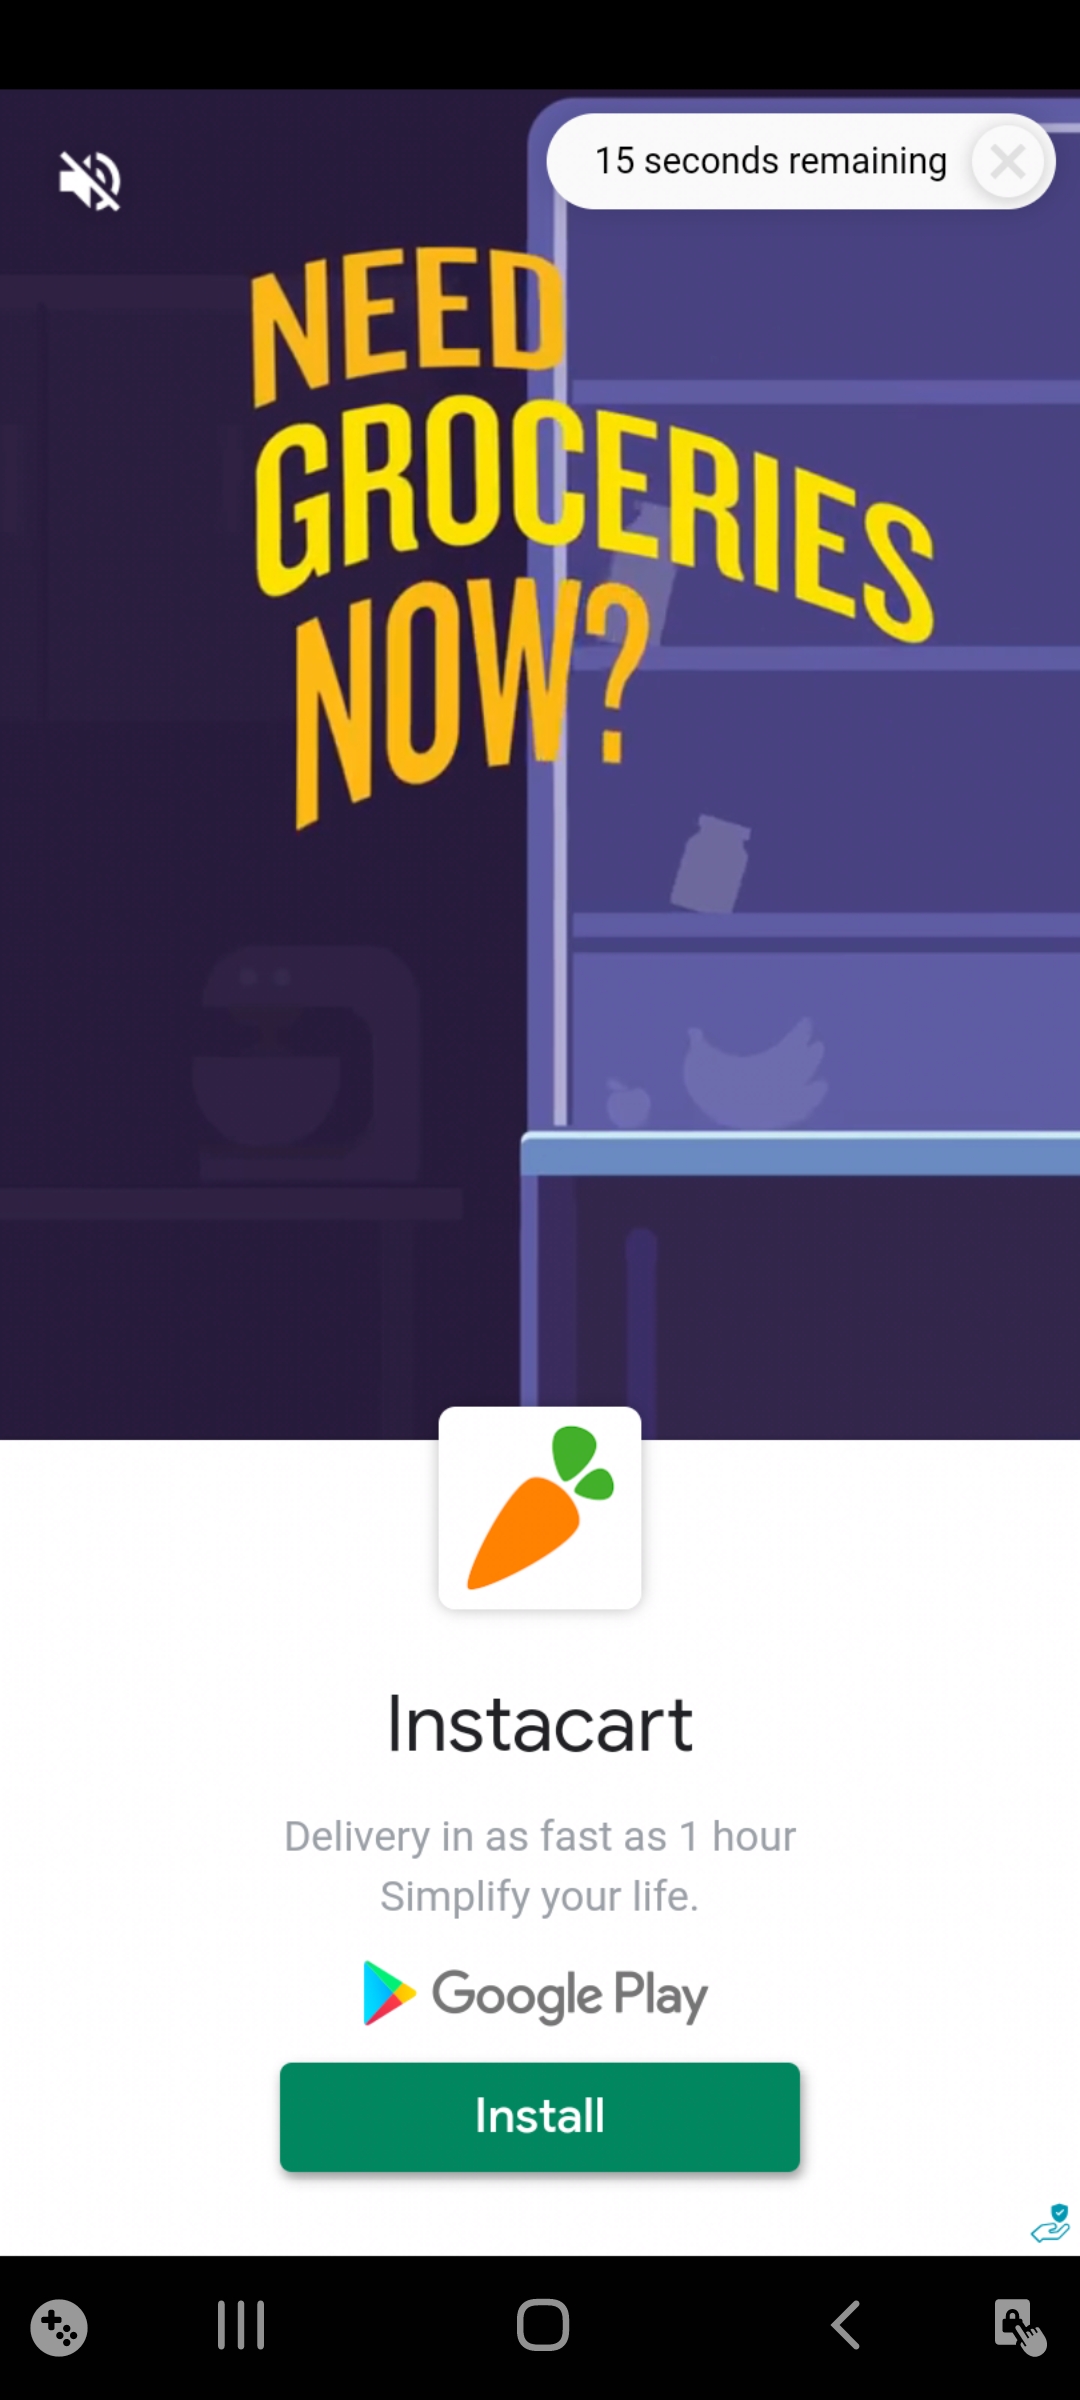 15 seconds remaining
NEED
GROCERIES
NOW?
Instacart
Delivery in as fast as 1 hour
Simplify your life.
Google Play
Install